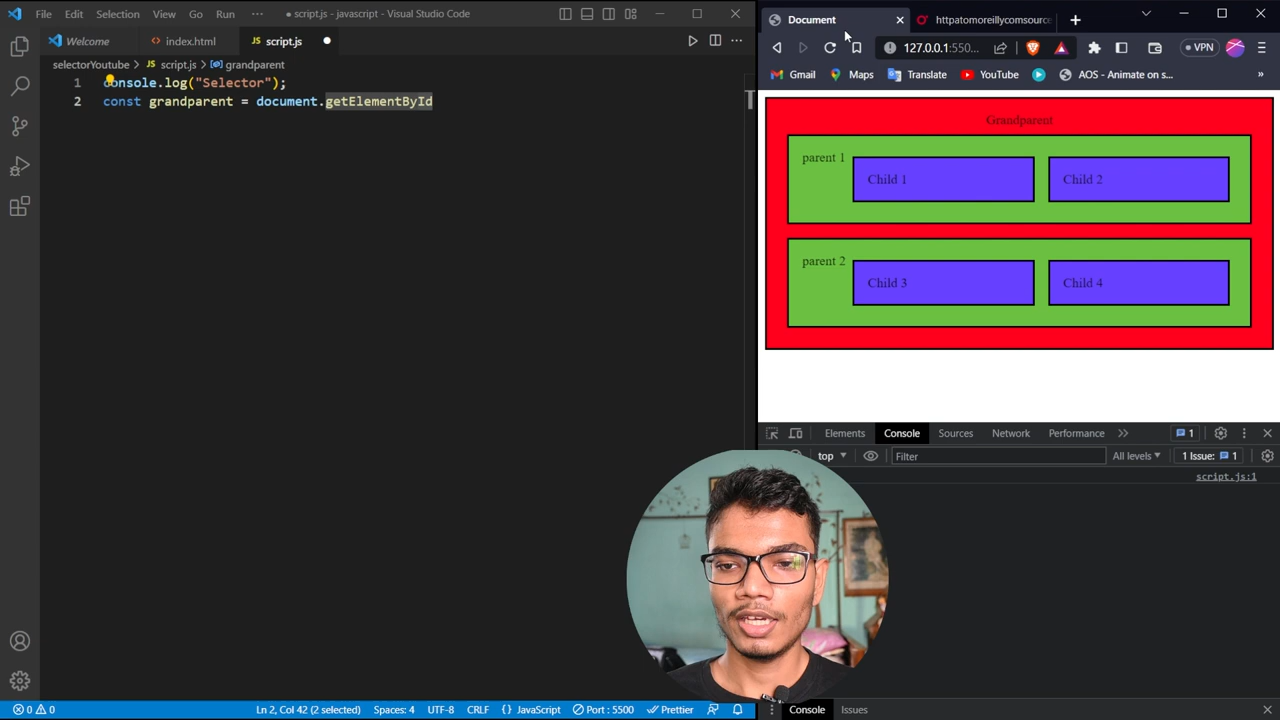 File Edit Selection View Go Run ··· ● script.js - javascript - Visual Studio Code
Welcome index.html script.js ●
selectorYoutube > script.js > grandparent
1 console.log("Selector");
2 const grandparent = document.getElementById
0 0 Ln 2, Col 42 (2 selected) Spaces: 4 UTF-8 CRLF {} JavaScript Port : 5500 Prettier
Document httpatomoreillycomsource
127.0.0.1:550... VPN
Gmail Maps Translate YouTube AOS - Animate on s... »
Grandparent
parent 1
Child 1 Child 2
parent 2
Child 3 Child 4
Elements Console Sources Network Performance » 1
top Filter All levels 1 Issue: 1
script.js:1
Console Issues